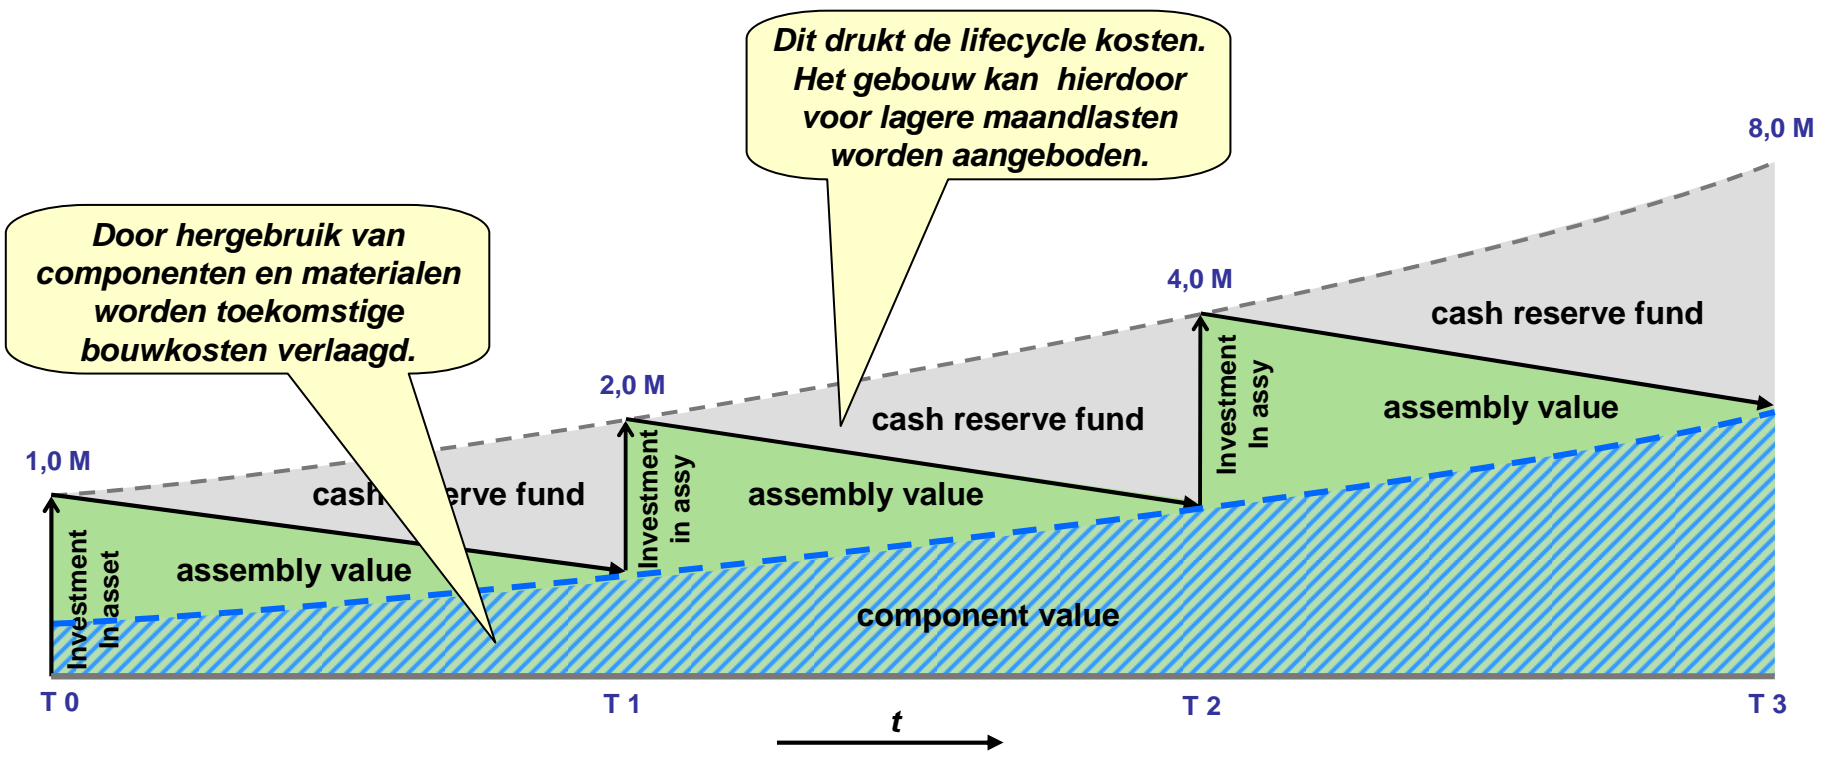 Dit drukt de lifecycle kosten.
Het gebouw kan hierdoor
voor lagere maandlasten
worden aangeboden.
8,0 M
Door hergebruik van
componenten en materialen
worden toekomstige
bouwkosten verlaagd.
4,0 M
cash reserve fund
2,0 M
Investment
In assy
assembly value
cash reserve fund
1,0 M
cash erve fund
Investment
in assy
assembly value
Investment
In asset
assembly value
component value
T 0
T 1
T 2
T 3
t